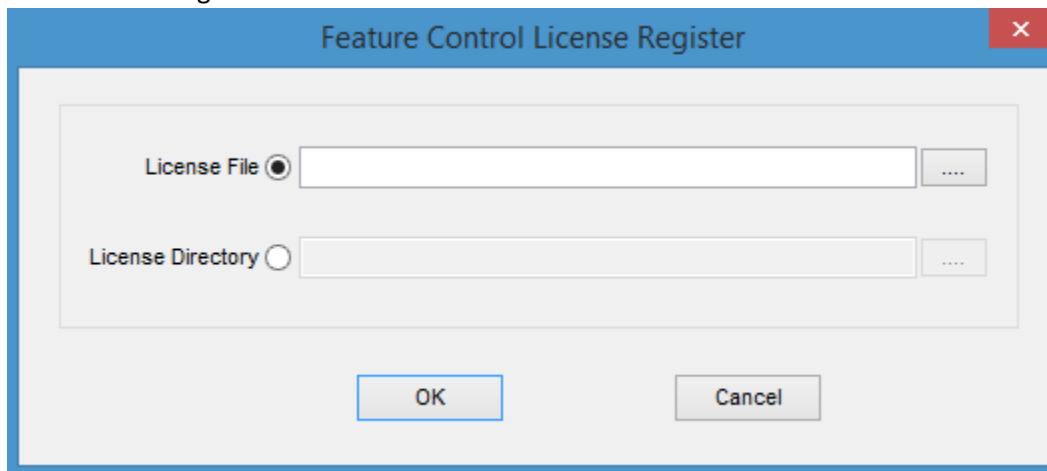 Feature Control License Register
License File
....
License Directory
....
OK
Cancel